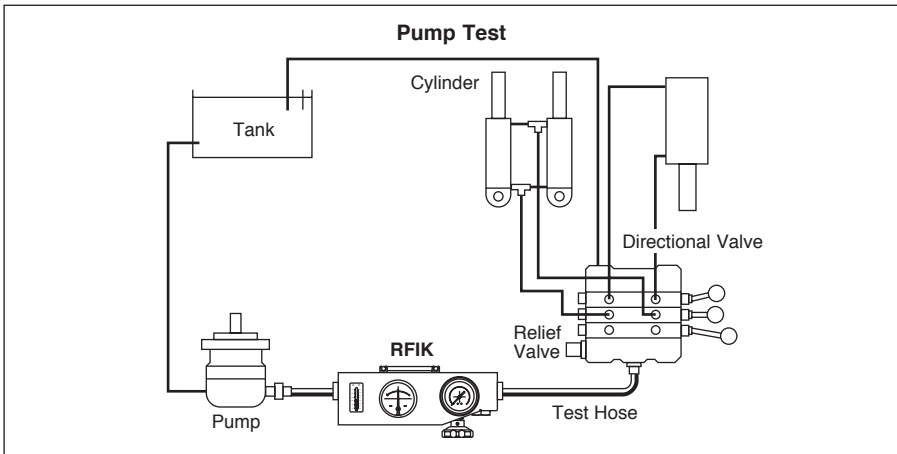 Pump Test
Cylinder
Tank
Directional Valve
Relief
Valve
RFIK
Test Hose
Pump